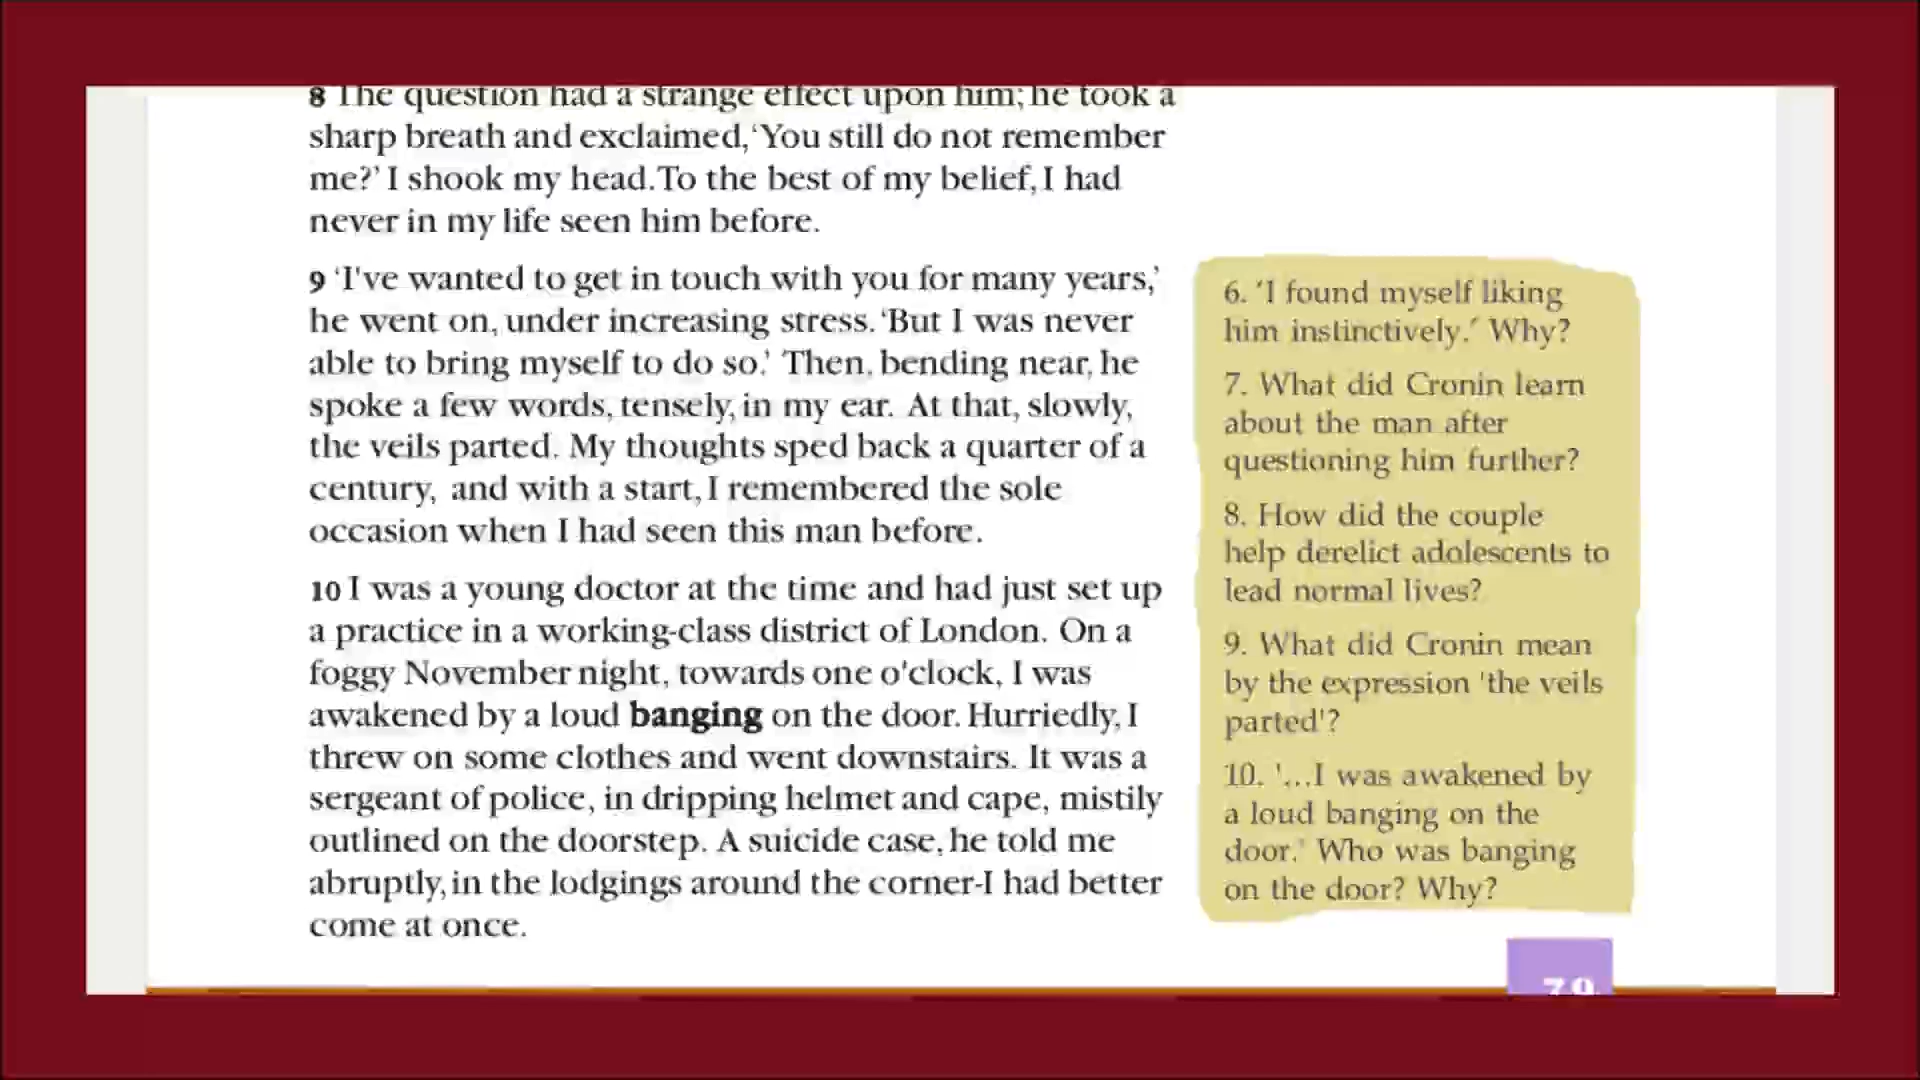 8 The question had a strange effect upon him; he took a
sharp breath and exclaimed, 'You still do not remember
me?' I shook my head. To the best of my belief, I had
never in my life seen him before.
9 'I've wanted to get in touch with you for many years,'
he went on, under increasing stress. 'But I was never
able to bring myself to do so.' Then, bending near, he
spoke a few words, tensely, in my ear. At that, slowly,
the veils parted. My thoughts sped back a quarter of a
century, and with a start, I remembered the sole
occasion when I had seen this man before.
10 I was a young doctor at the time and had just set up
a practice in a working-class district of London. On a
foggy November night, towards one o'clock, I was
awakened by a loud banging on the door. Hurriedly, I
threw on some clothes and went downstairs. It was a
sergeant of police, in dripping helmet and cape, mistily
outlined on the doorstep. A suicide case, he told me
abruptly, in the lodgings around the corner-I had better
come at once.
6. 'I found myself liking
him instinctively.' Why?
7. What did Cronin learn
about the man after
questioning him further?
8. How did the couple
help derelict adolescents to
lead normal lives?
9. What did Cronin mean
by the expression 'the veils
parted'?
10. '...I was awakened by
a loud banging on the
door.' Who was banging
on the door? Why?
79